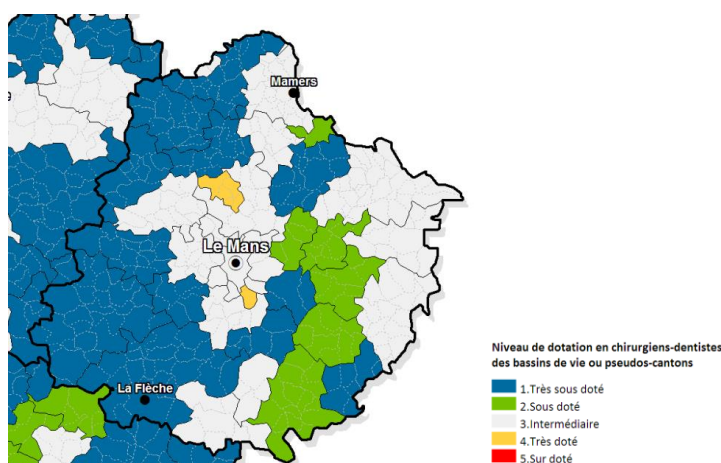 Mamers
Le Mans
La Flèche
Niveau de dotation en chirurgiens-dentistes
des bassins de vie ou pseudos-cantons
1.Très sous doté
2.Sous doté
3.Intermédiaire
4.Très doté
5.Sur doté